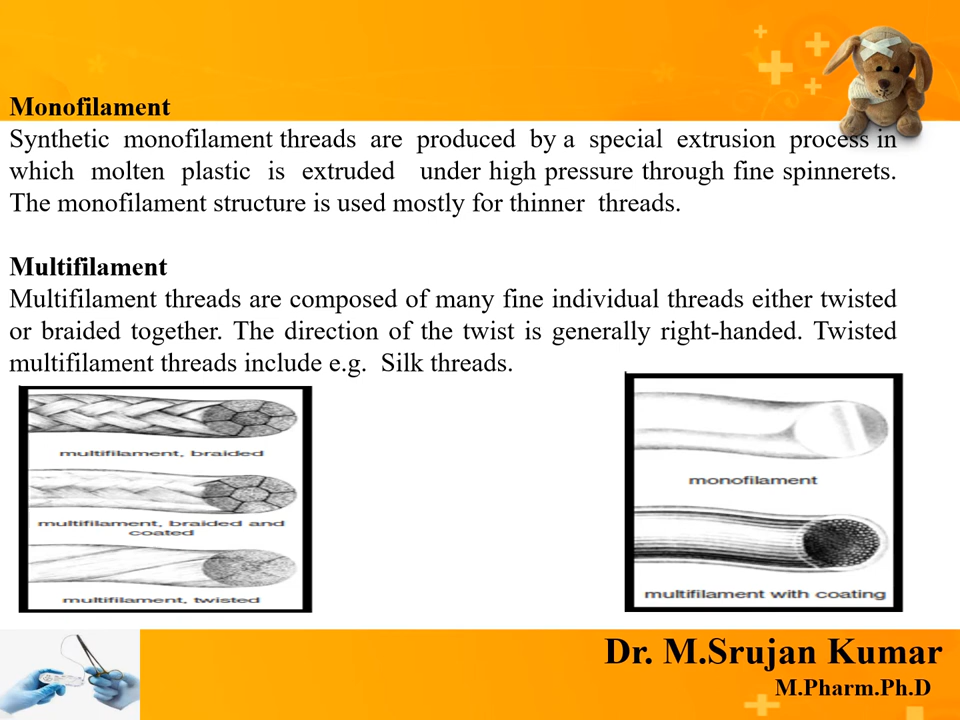 Monofilament
Synthetic monofilament threads are produced by a special extrusion process in
which molten plastic is extruded under high pressure through fine spinnerets.
The monofilament structure is used mostly for thinner threads.
Multifilament
Multifilament threads are composed of many fine individual threads either twisted
or braided together. The direction of the twist is generally right-handed. Twisted
multifilament threads include e.g. Silk threads.
multifilament, braided
multifilament, braided and
coated
multifilament, twisted
monofilament
multifilament with coating
Dr. M.Srujan Kumar
M.Pharm.Ph.D